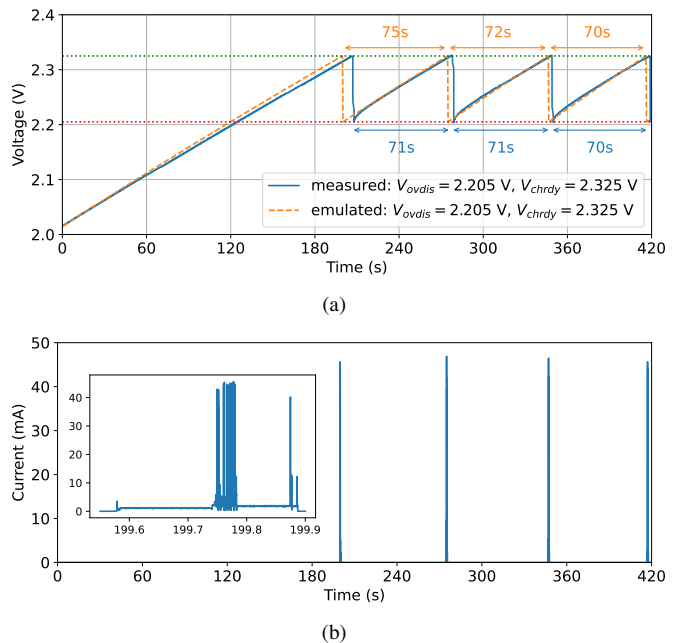 2.4
2.3
2.2
2.1
2.0
Voltage (V)
75s
72s
70s
71s
71s
70s
measured: V_ovdis = 2.205 V, V_chrdy = 2.325 V
emulated: V_ovdis = 2.205 V, V_chrdy = 2.325 V
0 60 120 180 240 300 360 420
Time (s)
(a)
50
40
30
20
10
0
Current (mA)
40
30
20
10
0
199.6 199.7 199.8 199.9
0 60 120 180 240 300 360 420
Time (s)
(b)